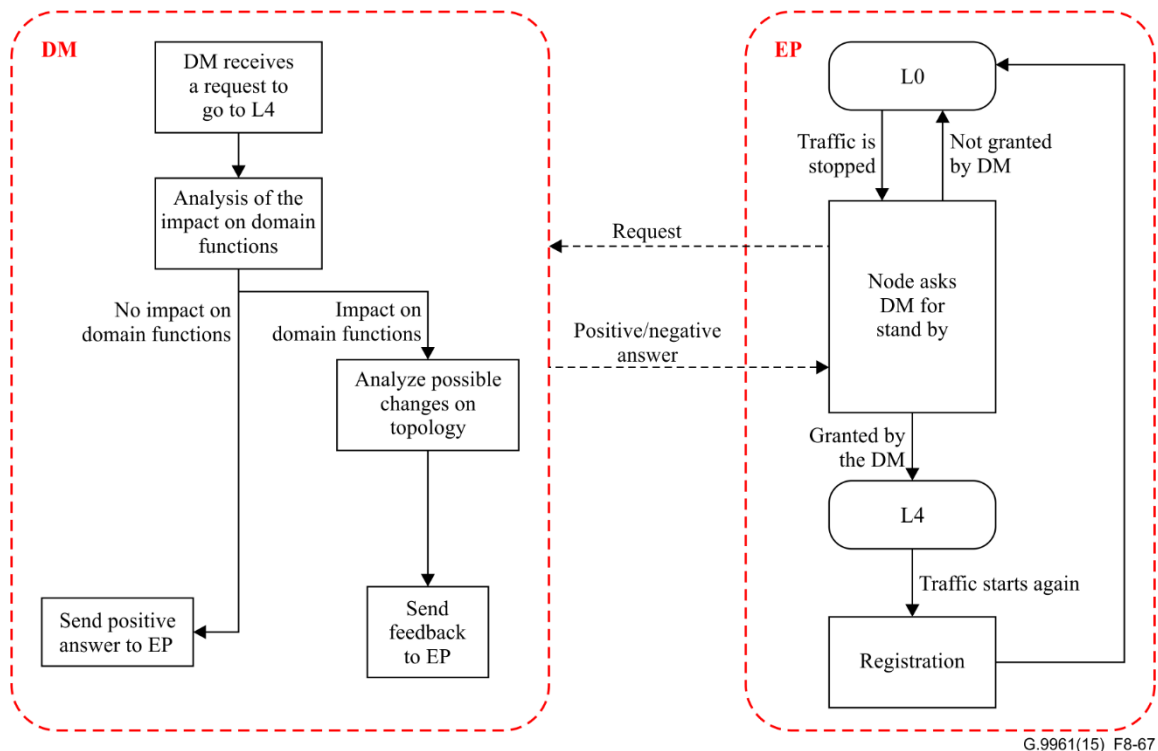 DM
DM receives
a request to
go to L4
Analysis of the
impact on domain
functions
No impact on
domain functions
Impact on
domain functions
Analyze possible
changes on
topology
Send positive
answer to EP
Send
feedback
to EP
Request
Positive/negative
answer
EP
L0
Traffic is
stopped
Not granted
by DM
Node asks
DM for
stand by
Granted by
the DM
L4
Traffic starts again
Registration
G.9961(15)_F8-67